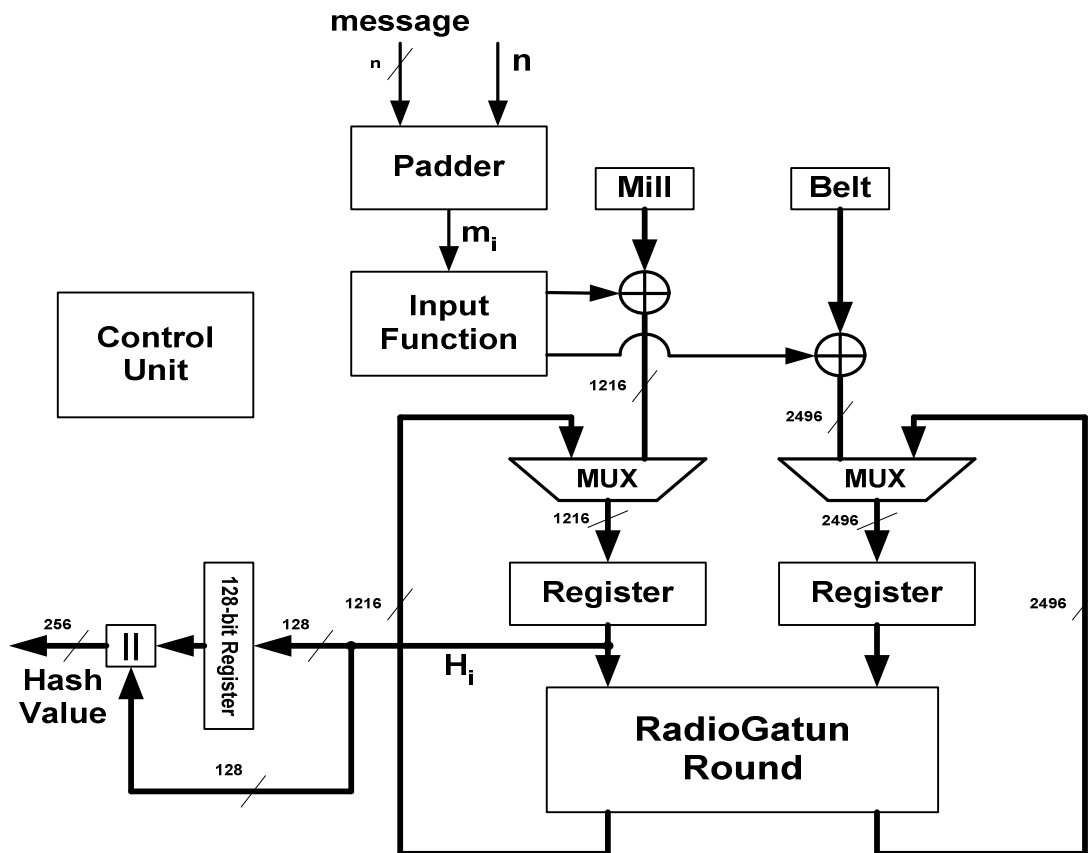 message
n
n
Padder
Mill
Belt
m i
Input
Function
Control
Unit
1216
2496
MUX
MUX
1216
2496
Register
Register
1216
2496
128-bit Register
256
||
128
H i
Hash
Value
RadioGatun
Round
128